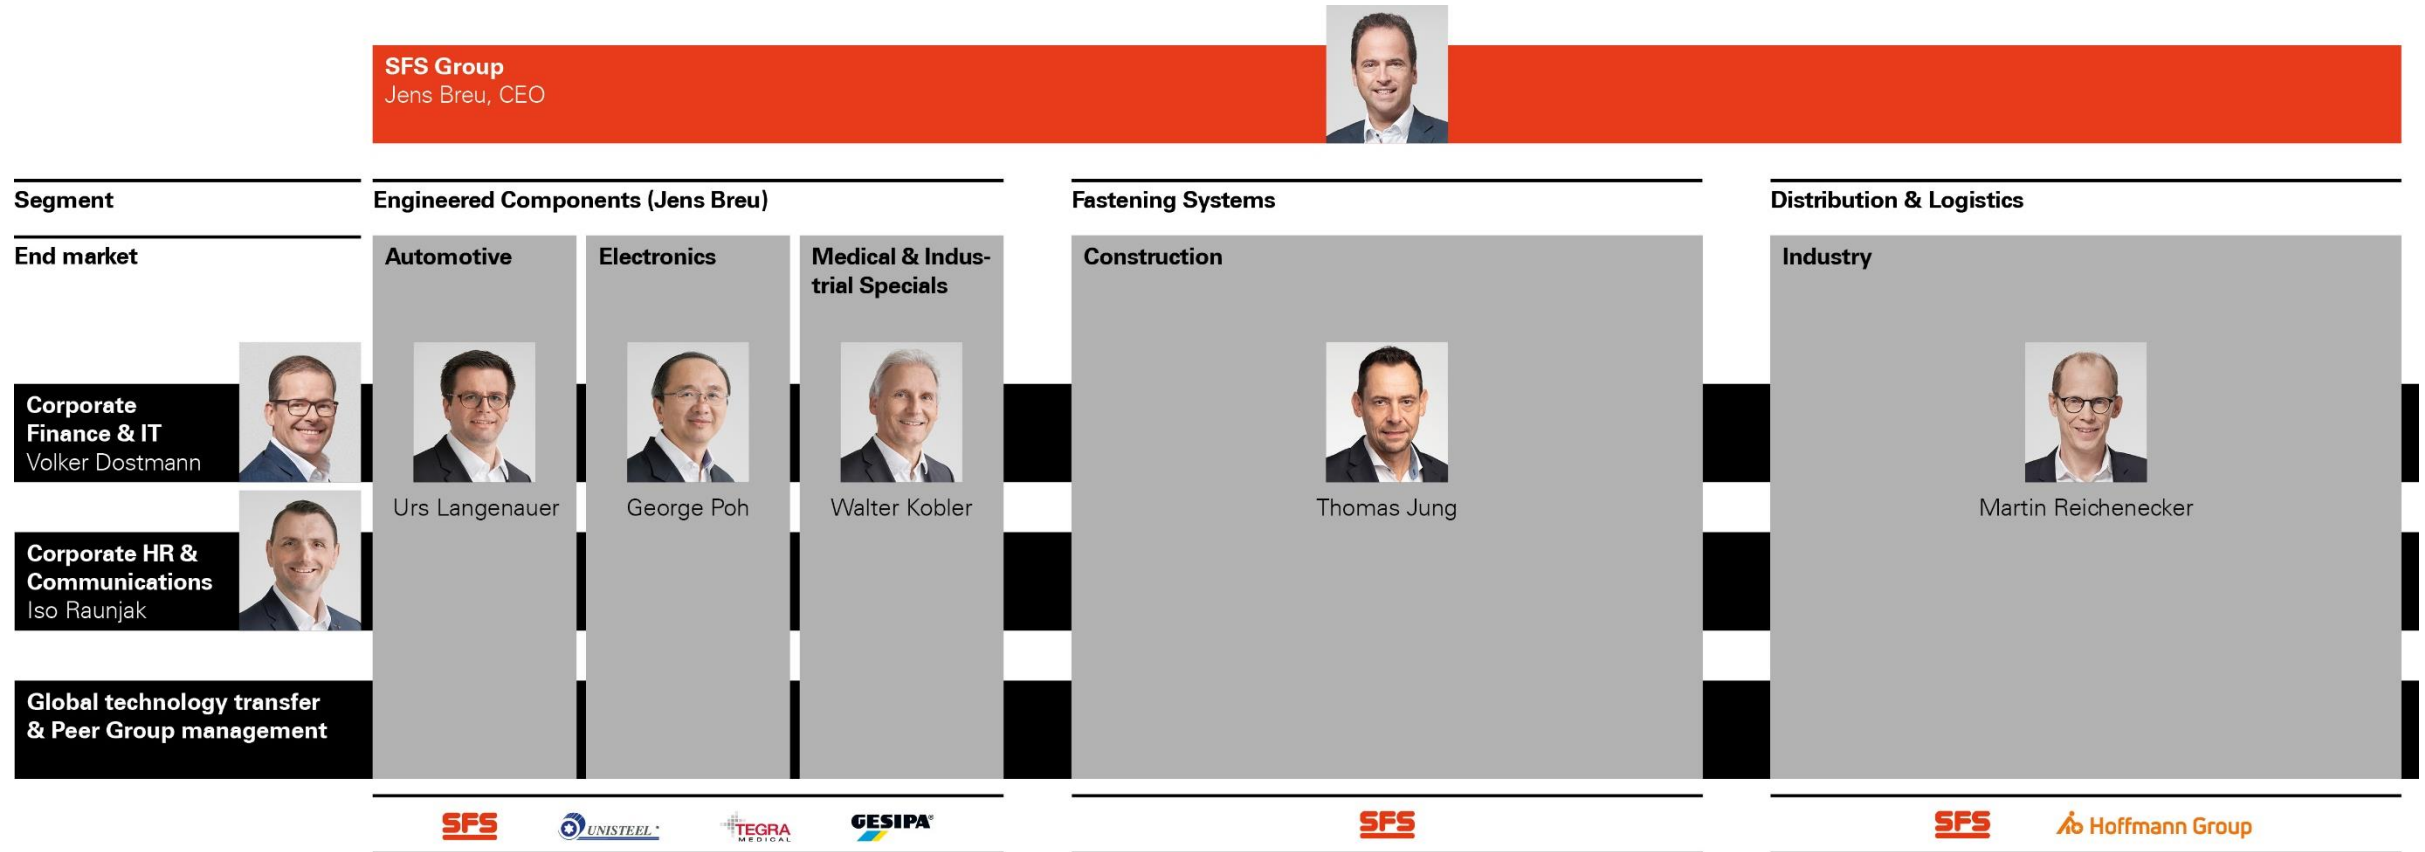 SFS Group
Jens Breu, CEO
Segment
Engineered Components (Jens Breu)
Fastening Systems
Distribution & Logistics
End market
Automotive
Electronics
Medical & Indus-
trial Specials
Construction
Industry
Corporate
Finance & IT
Volker Dostmann
Urs Langenauer
George Poh
Walter Kobler
Thomas Jung
Martin Reichenecker
Corporate HR &
Communications
Iso Raunjak
Global technology transfer
& Peer Group management
SFS
UNISTEEL
TEGRA
MEDICAL
GESIPA®
SFS
SFS
Hoffmann Group